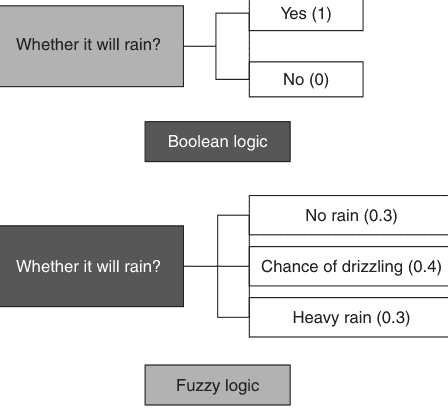 Whether it will rain?
Yes (1)
No (0)
Boolean logic
Whether it will rain?
No rain (0.3)
Chance of drizzling (0.4)
Heavy rain (0.3)
Fuzzy logic